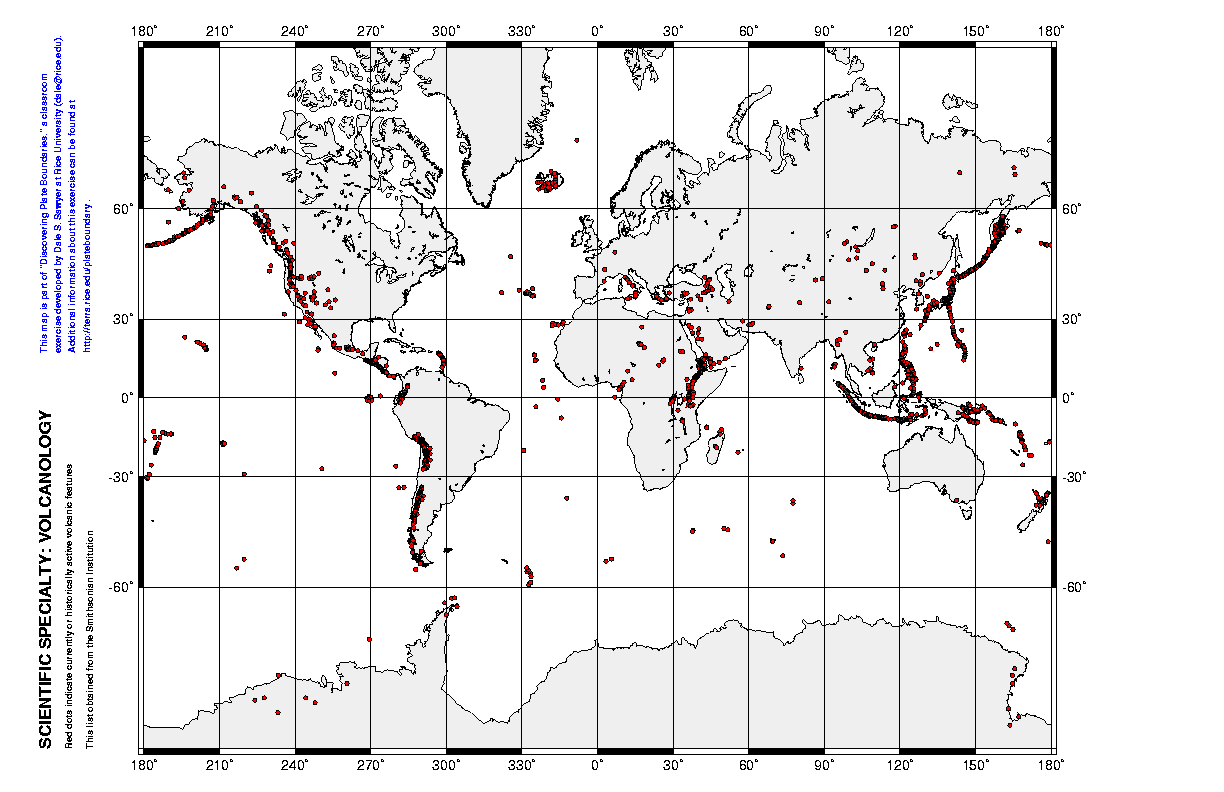 SCIENTIFIC SPECIALTY: VOLCANOLOGY
Red dots indicate currently or historically active volcanic features
This list obtained from the Smithsonian Institution
This map is part of "Discovering Plate Boundaries," a classroom
exercise developed by Dale S. Sawyer at Rice University (dale@rice.edu).
Additional information about this exercise can be found at
http://terra.rice.edu/plateboundary.
180° 210° 240° 270° 300° 330° 0° 30° 60° 90° 120° 150° 180°
60° 60°
30° 30°
0° 0°
-30° -30°
-60° -60°
180° 210° 240° 270° 300° 330° 0° 30° 60° 90° 120° 150° 180°